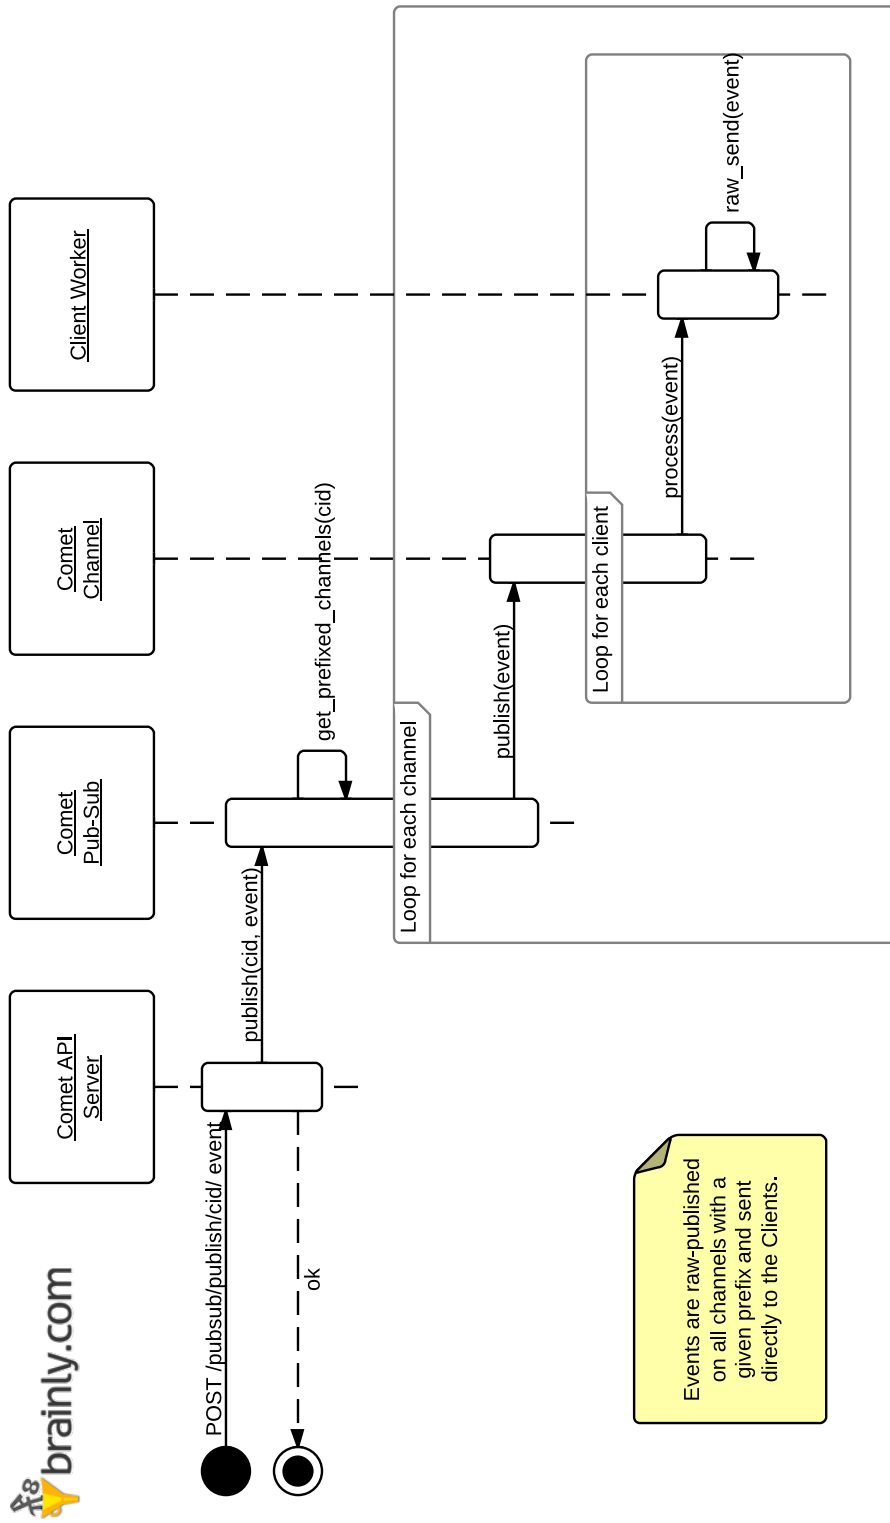 brainly.com
Comet API
Server
Comet
Pub-Sub
Comet
Channel
Client Worker
POST /pubsub/publish/cid/ event
publish(cid, event)
ok
get_prefixed_channels(cid)
Loop for each channel
publish(event)
Loop for each client
process(event)
raw_send(event)
Events are raw-published
on all channels with a
given prefix and sent
directly to the Clients.